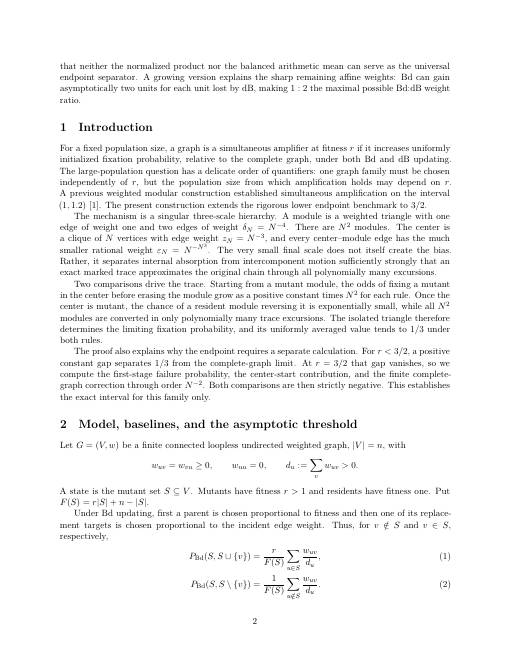 that neither the normalized product nor the balanced arithmetic mean can serve as the universal
endpoint separator. A growing version explains the sharp remaining affine weights: Bd can gain
asymptotically two units for each unit lost by dB, making 1 : 2 the maximal possible Bd:dB weight
ratio.
1 Introduction
For a fixed population size, a graph is a simultaneous amplifier at fitness r if it increases uniformly
initialized fixation probability, relative to the complete graph, under both Bd and dB updating.
The large-population question has a delicate order of quantifiers: one graph family must be chosen
independently of r, but the population size from which amplification holds may depend on r.
A previous weighted modular construction established simultaneous amplification on the interval
(1, 1.2) [1]. The present construction extends the rigorous lower endpoint benchmark to 3/2.
The mechanism is a singular three-scale hierarchy. A module is a weighted triangle with one
edge of weight one and two edges of weight δ_N = N^{−4}. There are N² modules. The center is
a clique of N vertices with edge weight z_N = N^{−3}, and every center–module edge has the much
smaller rational weight ε_N = N^{−N³}. The very small final scale does not itself create the bias.
Rather, it separates internal absorption from intercomponent motion sufficiently strongly that an
exact marked trace approximates the original chain through all polynomially many excursions.
Two comparisons drive the trace. Starting from a mutant module, the odds of fixing a mutant
in the center before erasing the module grow as a positive constant times N² for each rule. Once the
center is mutant, the chance of a resident module reversing it is exponentially small, while all N²
modules are converted in only polynomially many trace excursions. The isolated triangle therefore
determines the limiting fixation probability, and its uniformly averaged value tends to 1/3 under
both rules.
The proof also explains why the endpoint requires a separate calculation. For r < 3/2, a positive
constant gap separates 1/3 from the complete-graph limit. At r = 3/2 that gap vanishes, so we
compute the first-stage failure probability, the center-start contribution, and the finite complete-
graph correction through order N^{−2}. Both comparisons are then strictly negative. This establishes
the exact interval for this family only.
2 Model, baselines, and the asymptotic threshold
Let G = (V, w) be a finite connected loopless undirected weighted graph, |V| = n, with
w_{uv} = w_{vu} ≥ 0, w_{uu} = 0, d_u := ∑_v w_{uv} > 0.
A state is the mutant set S ⊆ V. Mutants have fitness r > 1 and residents have fitness one. Put
F(S) = r|S| + n − |S|.
Under Bd updating, first a parent is chosen proportional to fitness and then one of its replace-
ment targets is chosen proportional to the incident edge weight. Thus, for v ∉ S and v ∈ S,
respectively,
P_{Bd}(S, S ∪ {v}) = r/F(S) ∑_{u∈S} w_{uv}/d_u, (1)
P_{Bd}(S, S \ {v}) = 1/F(S) ∑_{u∉S} w_{uv}/d_u. (2)
2